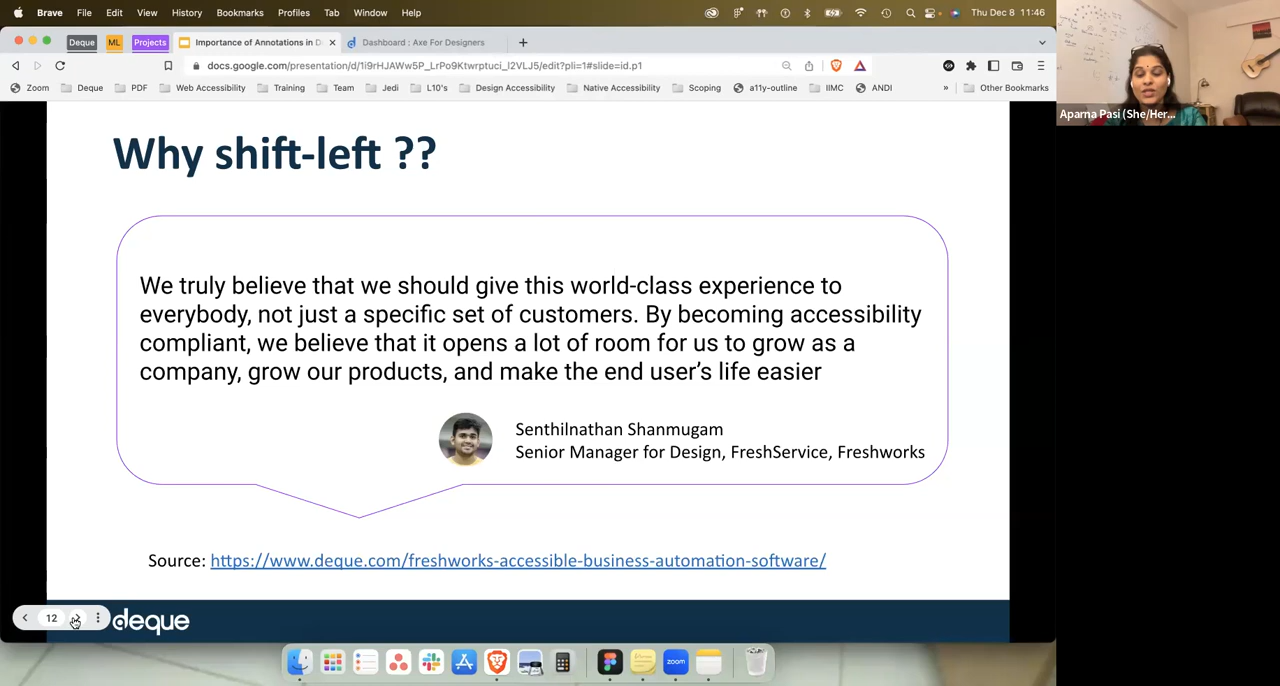 Brave File Edit View History Bookmarks Profiles Tab Window Help Thu Dec 8 11:46
Deque ML Projects Importance of Annotations in D Dashboard : Axe For Designers
docs.google.com/presentation/d/1i9rHJAWw5P_LrPo9Ktwrptuci_l2VLJ5/edit?pli=1#slide=id.p1
Zoom Deque PDF Web Accessibility Training Team Jedi L10's Design Accessibility Native Accessibility Scoping a11y-outline IIMC ANDI » Other Bookmarks
Aparna Pasi (She/Her...
Why shift-left ??
We truly believe that we should give this world-class experience to
everybody, not just a specific set of customers. By becoming accessibility
compliant, we believe that it opens a lot of room for us to grow as a
company, grow our products, and make the end user’s life easier
Senthilnathan Shanmugam
Senior Manager for Design, FreshService, Freshworks
Source: https://www.deque.com/freshworks-accessible-business-automation-software/
12
deque
zoom